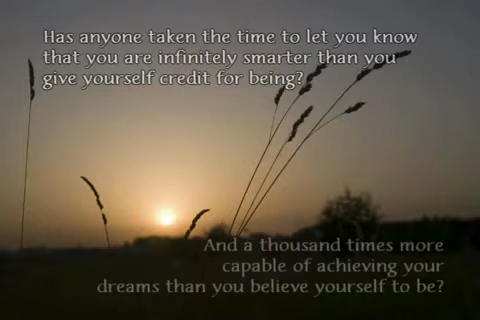 Has anyone taken the time to let you know
that you are infinitely smarter than you
give yourself credit for being?
And a thousand times more
capable of achieving your
dreams than you believe yourself to be?